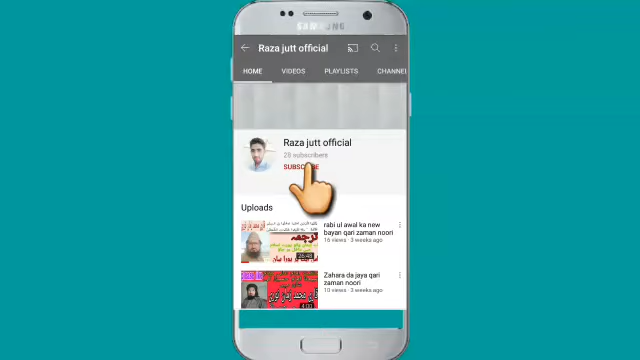 SAMSUNG
Raza jutt official
HOME VIDEOS PLAYLISTS CHANNEL
Raza jutt official
28 subscribers
SUBSCRIBE
Uploads
rabi ul awal ka new
bayan qari zaman noori
16 views · 3 weeks ago
Zahara da jaya qari
zaman noori
10 views · 3 weeks ago